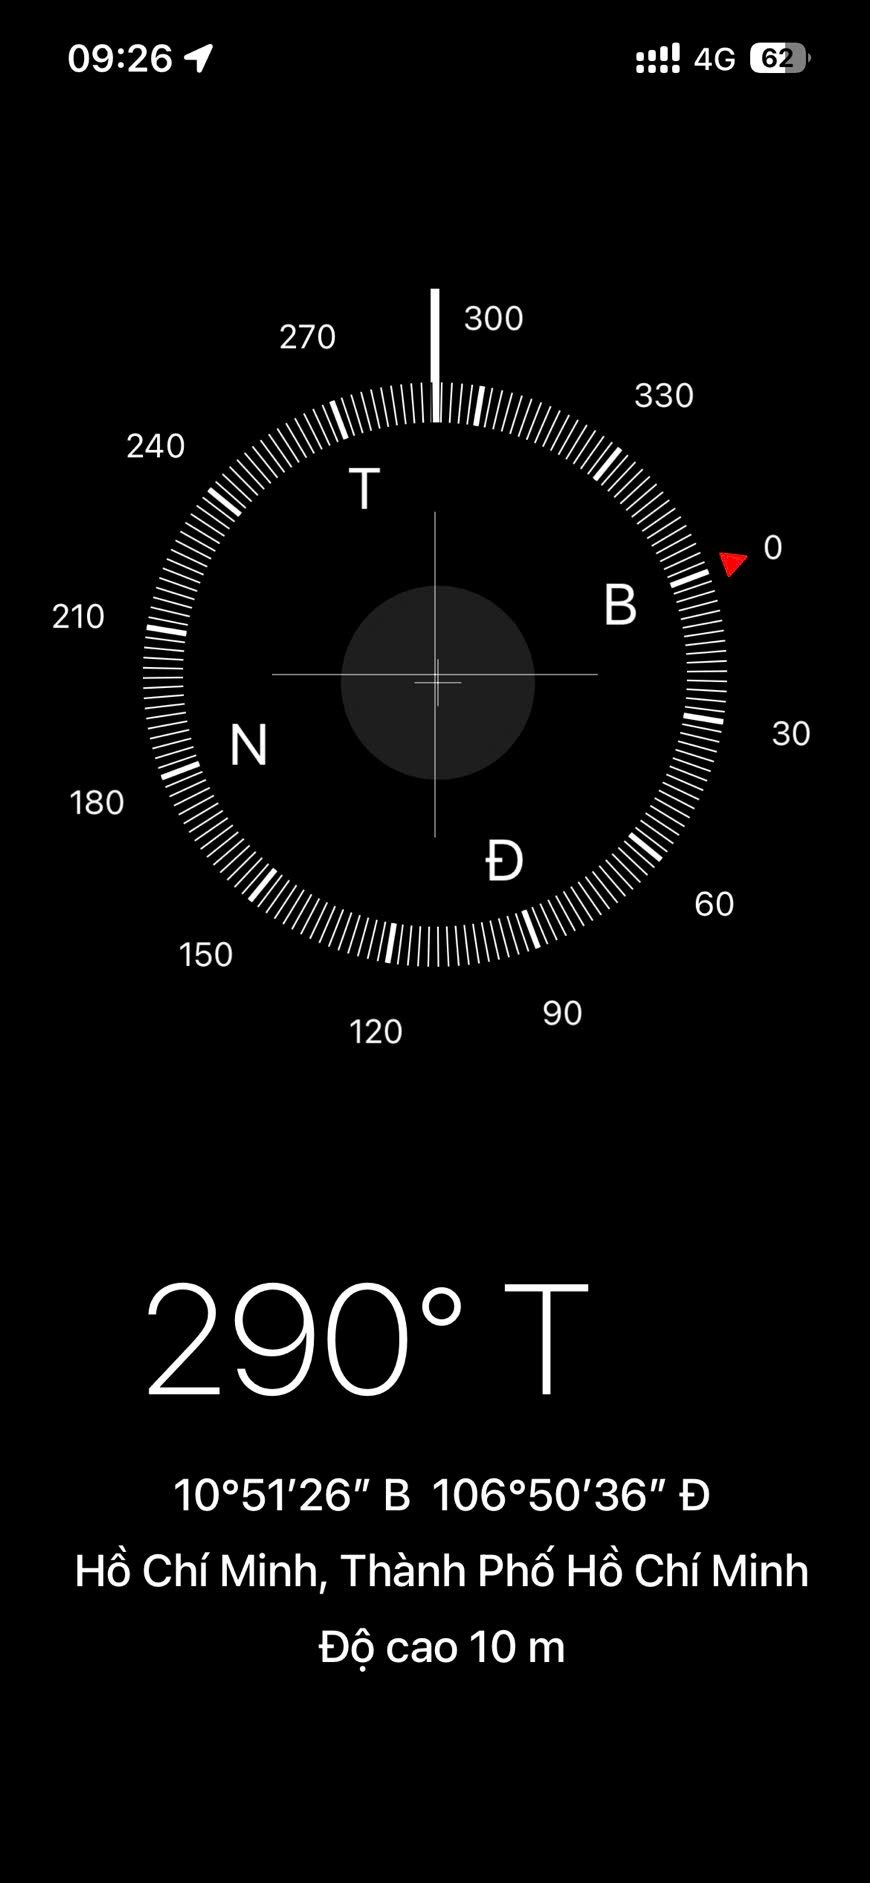 09:26 4G 62
300
270
330
240
T
0
B
210
N
30
180
Đ
60
150
90
120
290° T
10°51′26″ B 106°50′36″ Đ
Hồ Chí Minh, Thành Phố Hồ Chí Minh
Độ cao 10 m